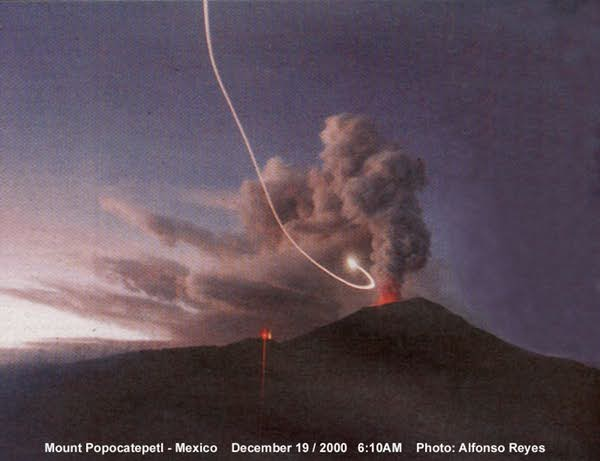 Mount Popocatepetl - Mexico December 19 / 2000 6:10AM Photo: Alfonso Reyes